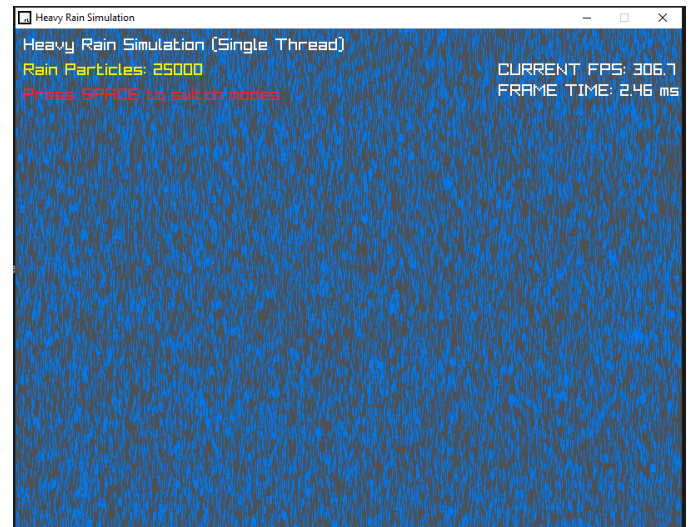 Heavy Rain Simulation
Heavy Rain Simulation (Single Thread)
Rain Particles: 25000
CURRENT FPS: 306.7
Press SPACE to switch modes
FRAME TIME: 2.46 ms